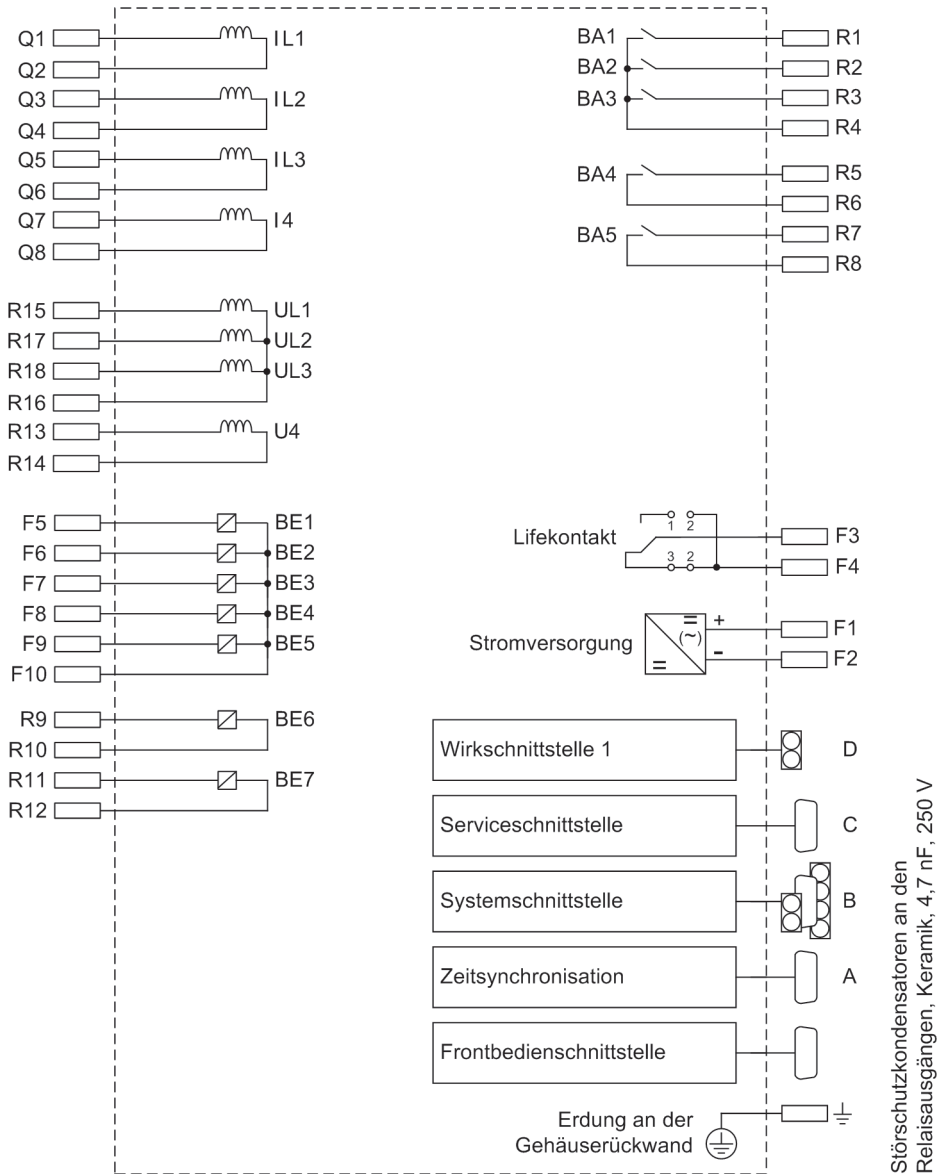 Q1 IL1 BA1 R1
Q2 BA2 R2
Q3 IL2 BA3 R3
Q4 R4
Q5 IL3 BA4 R5
Q6 R6
Q7 I4 BA5 R7
Q8 R8
R15 UL1
R17 UL2
R18 UL3
R16
R13 U4
R14
F5 BE1
F6 BE2
F7 BE3
F8 BE4
F9 BE5
F10
R9 BE6
R10
R11 BE7
R12
1 2
Lifekontakt F3
3 2
F4
Stromversorgung = (~) = + F1
- F2
Wirkschnittstelle 1 D
Serviceschnittstelle C
Systemschnittstelle B
Zeitsynchronisation A
Frontbedienschnittstelle
Erdung an der
Gehäuserückwand
Störschutzkondensatoren an den
Relaisausgängen, Keramik, 4,7 nF, 250 V